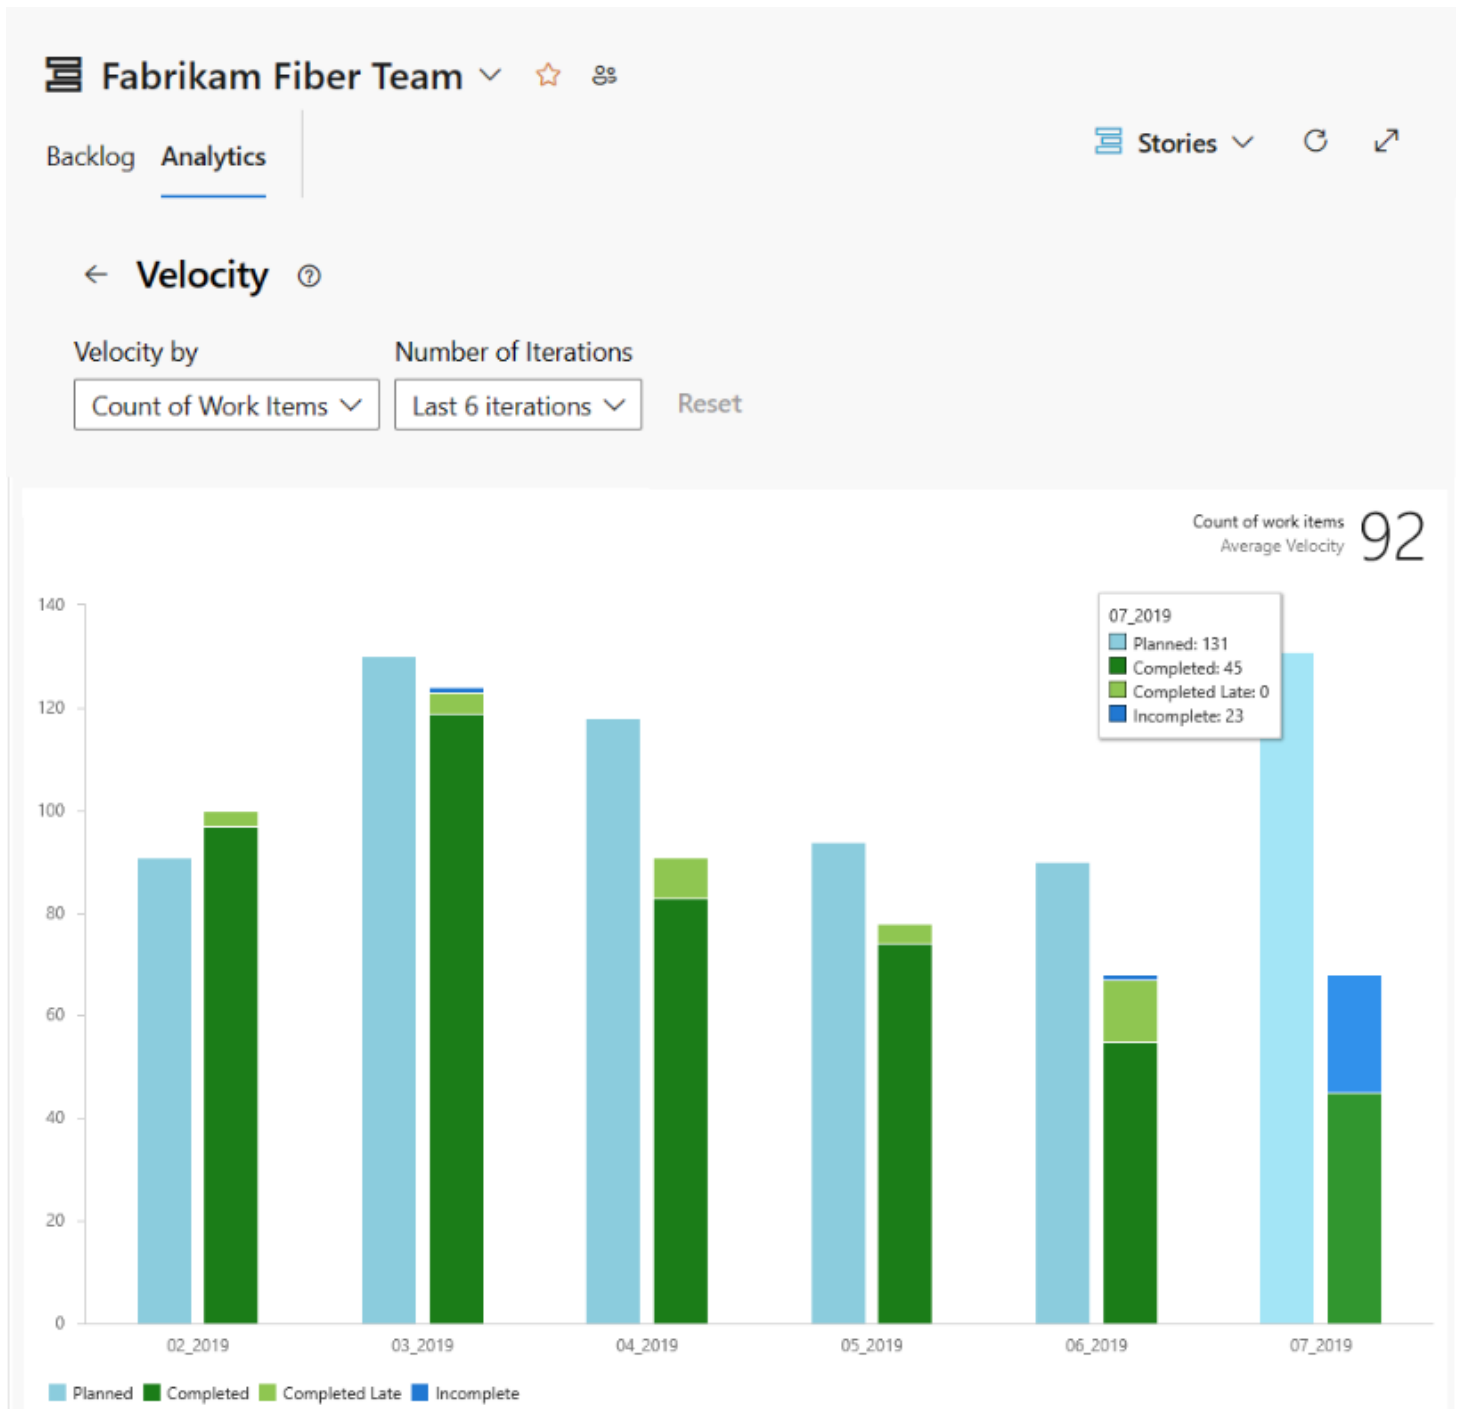 Fabrikam Fiber Team
Backlog Analytics
Stories
Velocity
Velocity by Number of Iterations
Count of Work Items Last 6 iterations Reset
Count of work items
Average Velocity
92
07_2019
Planned: 131
Completed: 45
Completed Late: 0
Incomplete: 23
140
120
100
80
60
40
20
0
02_2019 03_2019 04_2019 05_2019 06_2019 07_2019
Planned Completed Completed Late Incomplete